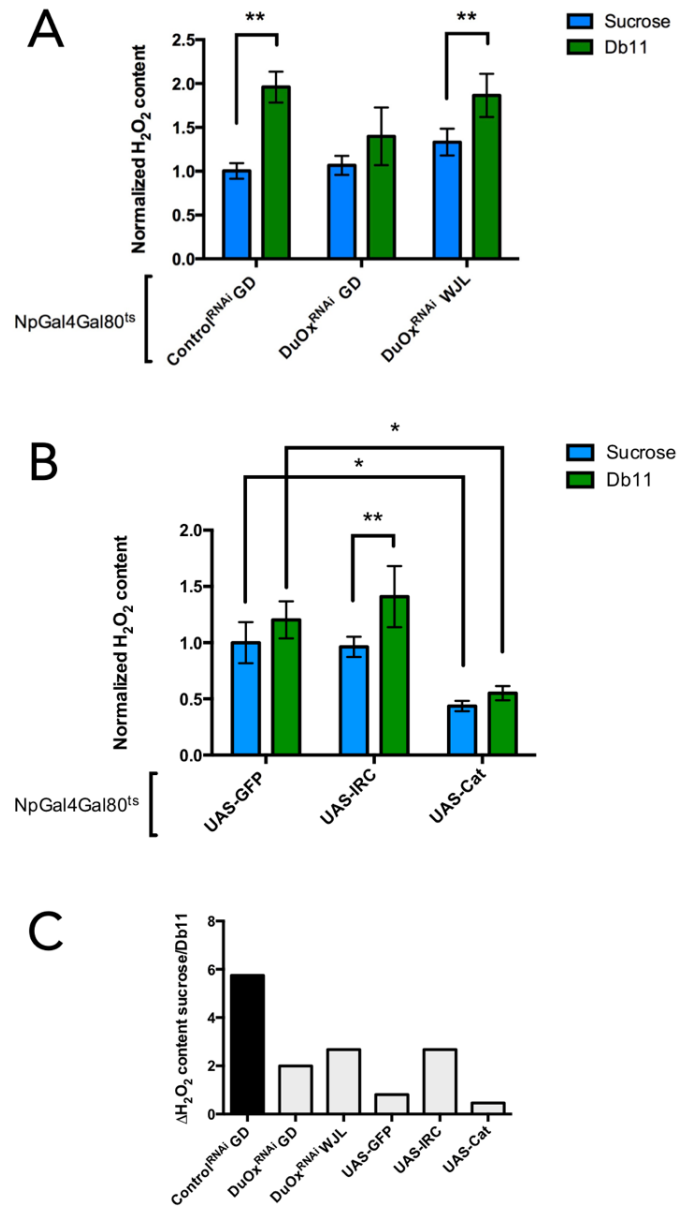 A
** **
Sucrose
Db11
Normalized H₂O₂ content
2.5
2.0
1.5
1.0
0.5
0.0
NpGal4Gal80ᵗˢ
Controlᴿᴺᴬⁱ GD
DuOxᴿᴺᴬⁱ GD
DuOxᴿᴺᴬⁱ WJL
B
*
*
**
Sucrose
Db11
Normalized H₂O₂ content
2.0
1.5
1.0
0.5
0.0
NpGal4Gal80ᵗˢ
UAS-GFP
UAS-IRC
UAS-Cat
C
ΔH₂O₂ content sucrose/Db11
8
6
4
2
0
Controlᴿᴺᴬⁱ GD
DuOxᴿᴺᴬⁱ GD
DuOxᴿᴺᴬⁱ WJL
UAS-GFP
UAS-IRC
UAS-Cat